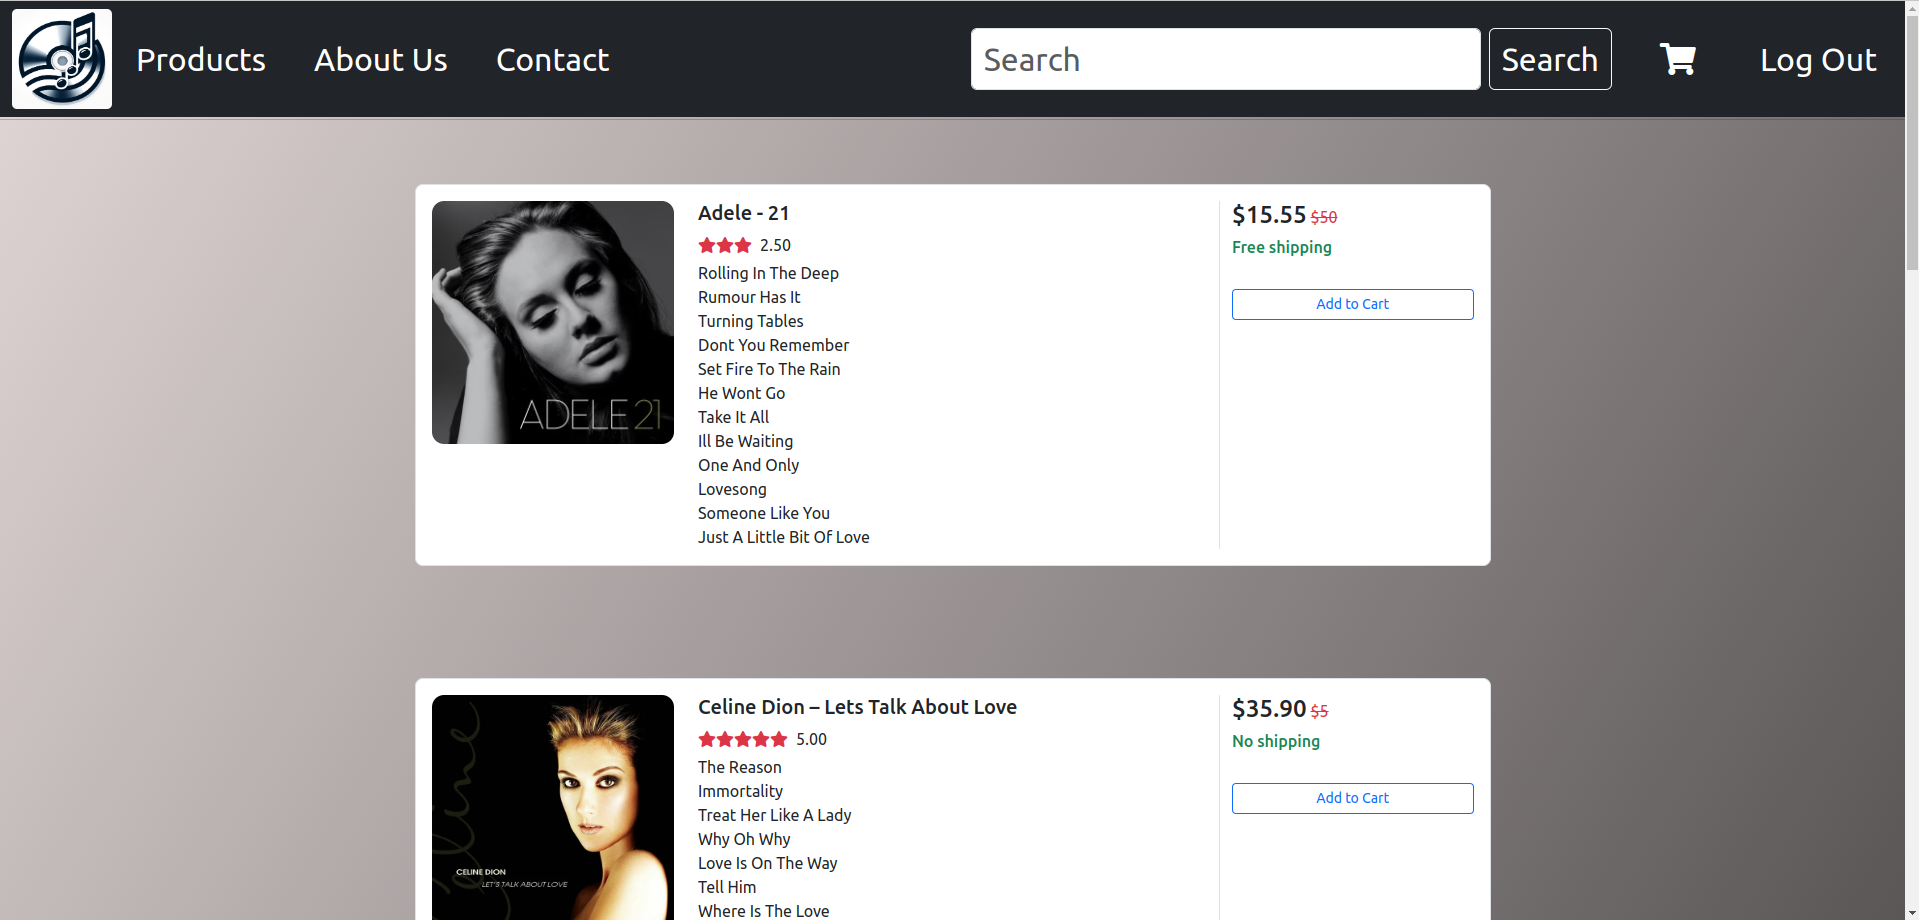 Products About Us Contact Search Search Log Out
Adele - 21
2.50
Rolling In The Deep
Rumour Has It
Turning Tables
Dont You Remember
Set Fire To The Rain
He Wont Go
Take It All
Ill Be Waiting
One And Only
Lovesong
Someone Like You
Just A Little Bit Of Love
$15.55 $50
Free shipping
Add to Cart
ADELE 21
Celine Dion – Lets Talk About Love
5.00
The Reason
Immortality
Treat Her Like A Lady
Why Oh Why
Love Is On The Way
Tell Him
Where Is The Love
$35.90 $5
No shipping
Add to Cart
Céline
CELINE DION
LET'S TALK ABOUT LOVE